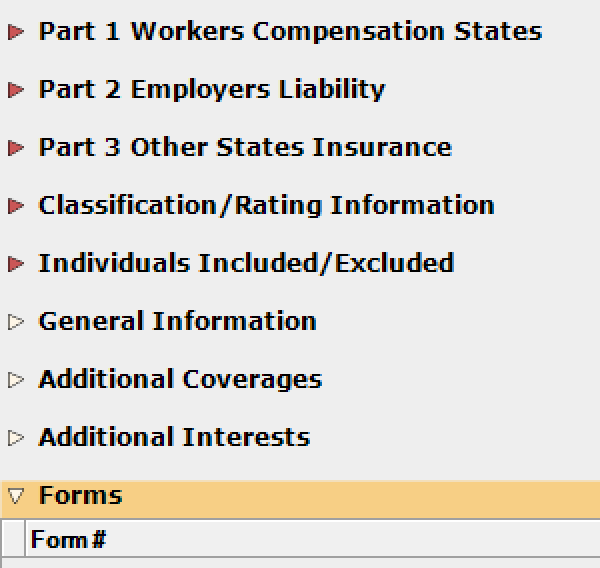 Part 1 Workers Compensation States
Part 2 Employers Liability
Part 3 Other States Insurance
Classification/Rating Information
Individuals Included/Excluded
General Information
Additional Coverages
Additional Interests
Forms
Form#